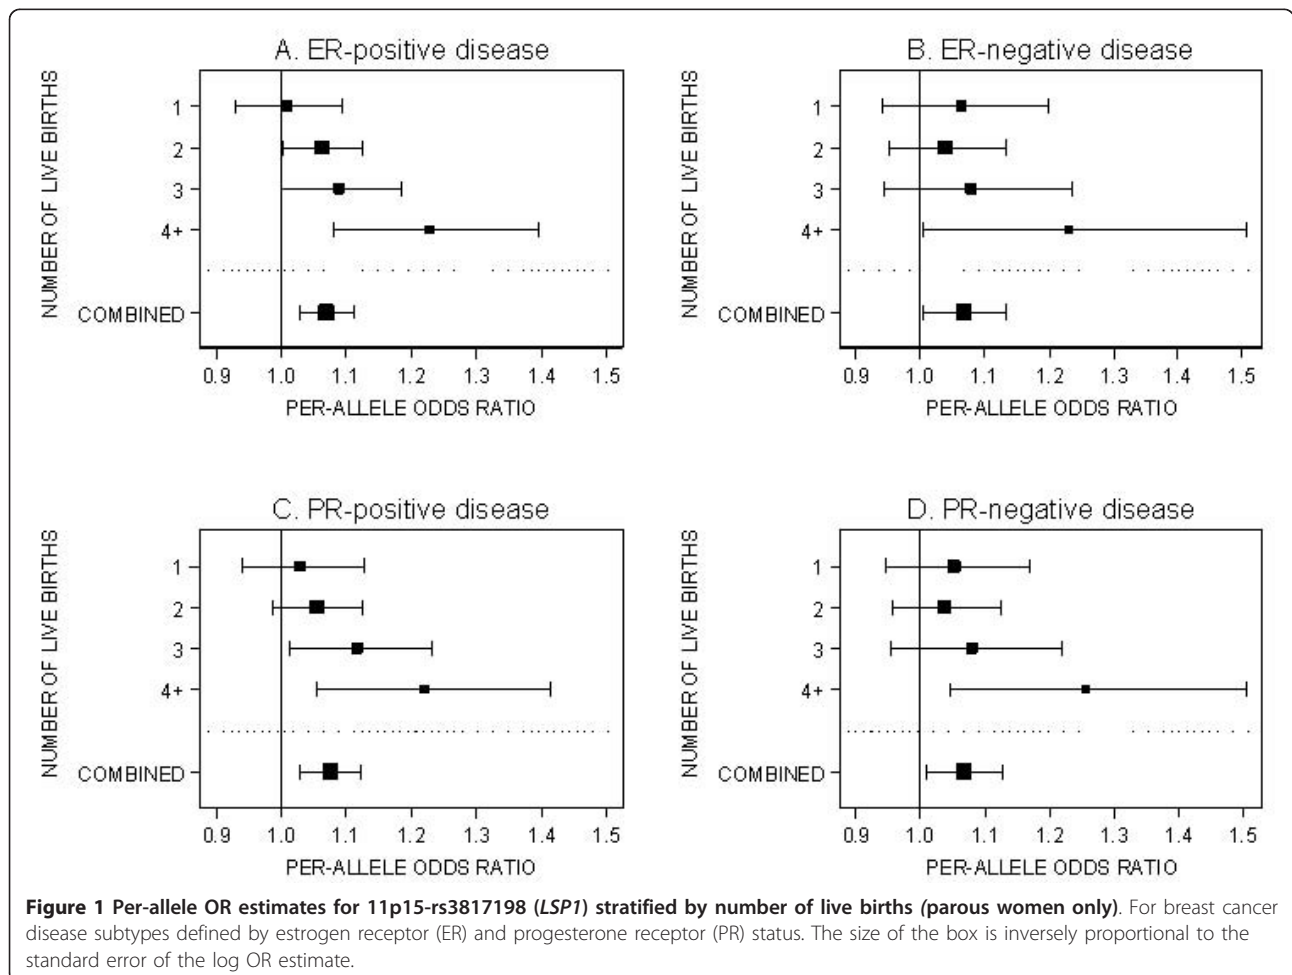 A. ER-positive disease
NUMBER OF LIVE BIRTHS
1
2
3
4+
COMBINED
0.9 1.0 1.1 1.2 1.3 1.4 1.5
PER-ALLELE ODDS RATIO
B. ER-negative disease
NUMBER OF LIVE BIRTHS
1
2
3
4+
COMBINED
0.9 1.0 1.1 1.2 1.3 1.4 1.5
PER-ALLELE ODDS RATIO
C. PR-positive disease
NUMBER OF LIVE BIRTHS
1
2
3
4+
COMBINED
0.9 1.0 1.1 1.2 1.3 1.4 1.5
PER-ALLELE ODDS RATIO
D. PR-negative disease
NUMBER OF LIVE BIRTHS
1
2
3
4+
COMBINED
0.9 1.0 1.1 1.2 1.3 1.4 1.5
PER-ALLELE ODDS RATIO
Figure 1 Per-allele OR estimates for 11p15-rs3817198 (LSP1) stratified by number of live births (parous women only). For breast cancer
disease subtypes defined by estrogen receptor (ER) and progesterone receptor (PR) status. The size of the box is inversely proportional to the
standard error of the log OR estimate.